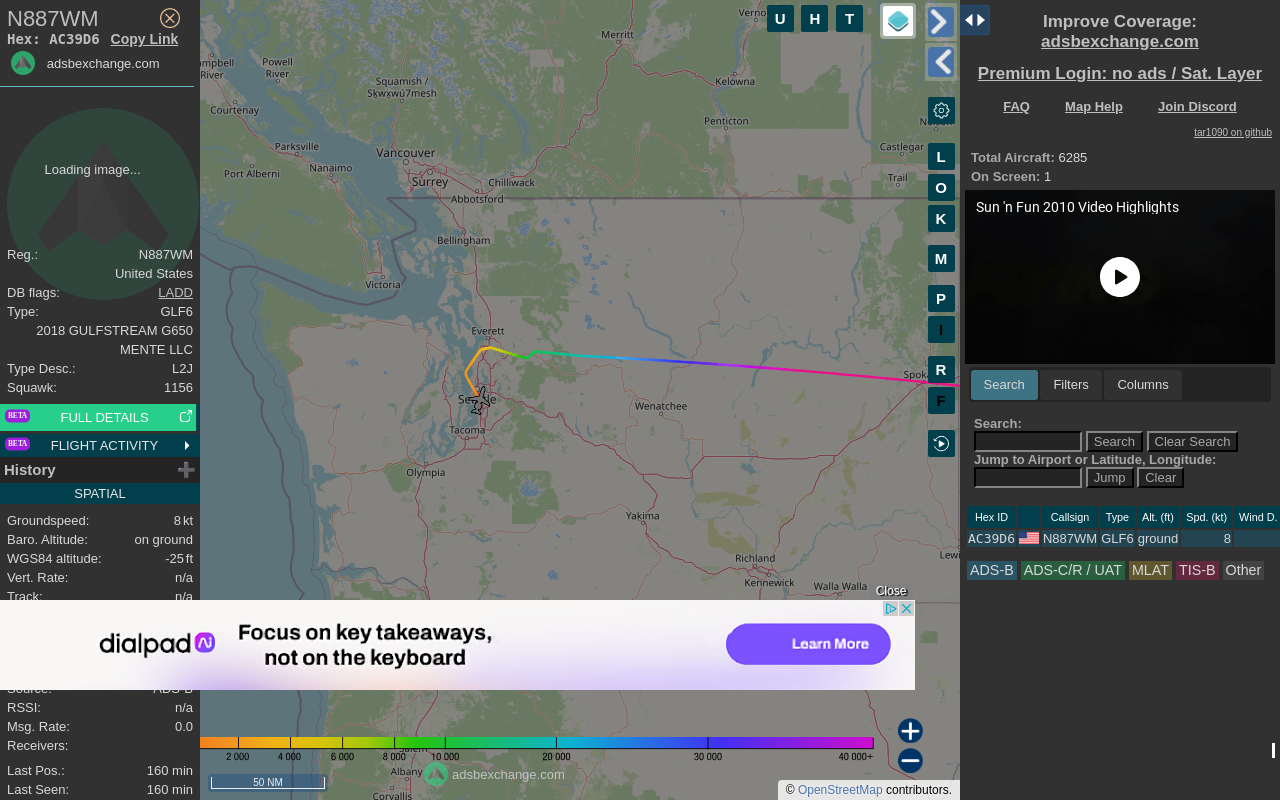 N887WM
Hex: AC39D6 Copy Link
adsbexchange.com
Loading image...
Reg.: N887WM
United States
DB flags: LADD
Type: GLF6
2018 GULFSTREAM G650
MENTE LLC
Type Desc.: L2J
Squawk: 1156
BETA FULL DETAILS
BETA FLIGHT ACTIVITY
History
SPATIAL
Groundspeed: 8 kt
Baro. Altitude: on ground
WGS84 altitude: -25 ft
Vert. Rate: n/a
Track: n/a
Source: ADS-B
RSSI: n/a
Msg. Rate: 0.0
Receivers:
Last Pos.: 160 min
Last Seen: 160 min
U H T
Merritt
Powell
River
River
Squamish /
Sḵwx̱wú7mesh
Kelowna
Courtenay
Penticton
Parksville
Vancouver
Nanaimo
Port Alberni
Surrey
Chilliwack
Abbotsford
Castlegar
Trail
Bellingham
Victoria
Everett
Wenatchee
Tacoma
Olympia
Yakima
Richland
Kennewick
Walla Walla
Albany
Corvallis
L
O
K
M
P
I
R
F
Close
dialpad Ai
Focus on key takeaways,
not on the keyboard
Learn More
2 000 4 000 6 000 8 000 10 000 20 000 30 000 40 000+
adsbexchange.com
50 NM
© OpenStreetMap contributors.
Improve Coverage:
adsbexchange.com
Premium Login: no ads / Sat. Layer
FAQ Map Help Join Discord
tar1090 on github
Total Aircraft: 6285
On Screen: 1
Sun 'n Fun 2010 Video Highlights
Search Filters Columns
Search:
Search Clear Search
Jump to Airport or Latitude, Longitude:
Jump Clear
Hex ID Callsign Type Alt. (ft) Spd. (kt) Wind D.
AC39D6 N887WM GLF6 ground 8
ADS-B ADS-C/R / UAT MLAT TIS-B Other